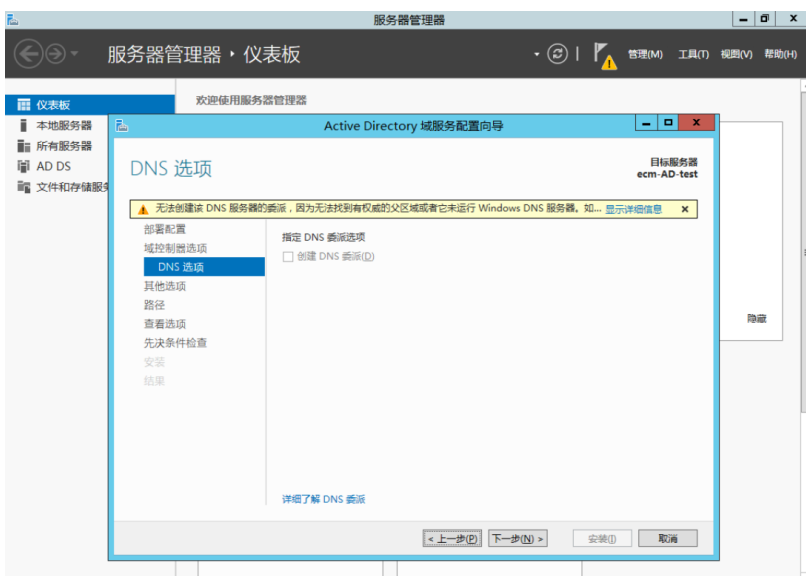 服务器管理器
服务器管理器 · 仪表板
管理(M) 工具(T) 视图(V) 帮助(H)
仪表板
本地服务器
所有服务器
AD DS
文件和存储服务
欢迎使用服务器管理器
Active Directory 域服务配置向导
DNS 选项
目标服务器
ecm-AD-test
无法创建该 DNS 服务器的委派，因为无法找到有权威的父区域或者它未运行 Windows DNS 服务器。如... 显示详细信息
部署配置
域控制器选项
DNS 选项
其他选项
路径
查看选项
先决条件检查
安装
结果
指定 DNS 委派选项
创建 DNS 委派(D)
详细了解 DNS 委派
隐藏
< 上一步(P) 下一步(N) > 安装(I) 取消